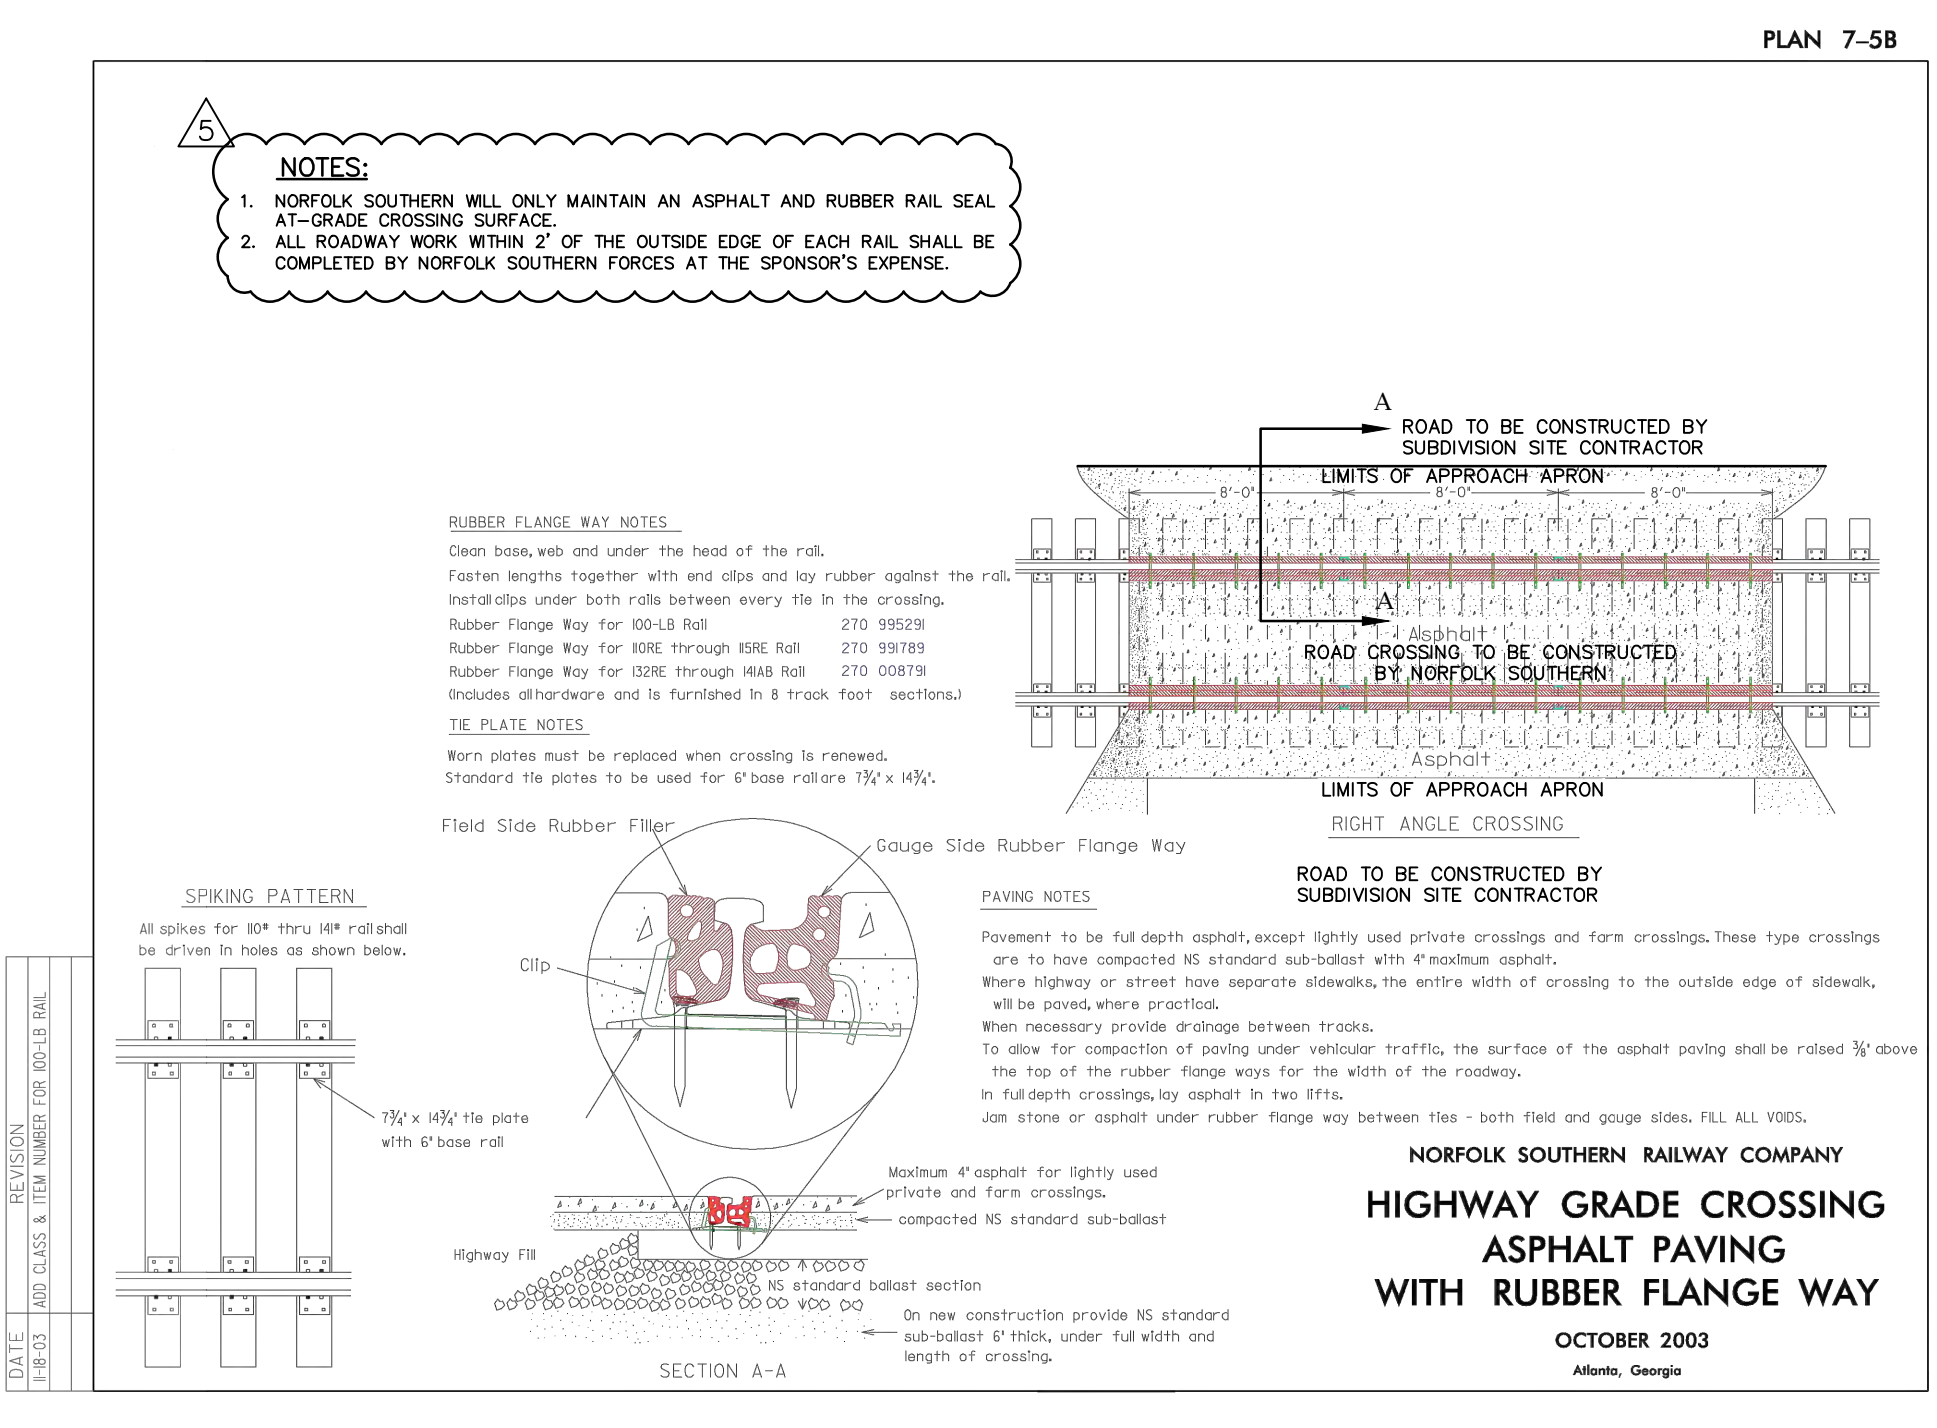 PLAN 7–5B
5
NOTES:
1. NORFOLK SOUTHERN WILL ONLY MAINTAIN AN ASPHALT AND RUBBER RAIL SEAL
AT–GRADE CROSSING SURFACE.
2. ALL ROADWAY WORK WITHIN 2' OF THE OUTSIDE EDGE OF EACH RAIL SHALL BE
COMPLETED BY NORFOLK SOUTHERN FORCES AT THE SPONSOR'S EXPENSE.
A
ROAD TO BE CONSTRUCTED BY
SUBDIVISION SITE CONTRACTOR
LIMITS OF APPROACH APRON
8'-0" 8'-0" 8'-0"
A
Asphalt
ROAD CROSSING TO BE CONSTRUCTED
BY NORFOLK SOUTHERN
Asphalt
LIMITS OF APPROACH APRON
RIGHT ANGLE CROSSING
ROAD TO BE CONSTRUCTED BY
SUBDIVISION SITE CONTRACTOR
RUBBER FLANGE WAY NOTES
Clean base, web and under the head of the rail.
Fasten lengths together with end clips and lay rubber against the rail.
Install clips under both rails between every tie in the crossing.
Rubber Flange Way for 100-LB Rail 270 995291
Rubber Flange Way for 110RE through 115RE Rail 270 991789
Rubber Flange Way for 132RE through 141AB Rail 270 008791
(Includes all hardware and is furnished in 8 track foot sections.)
TIE PLATE NOTES
Worn plates must be replaced when crossing is renewed.
Standard tie plates to be used for 6" base rail are 7¾" x 14¾".
Field Side Rubber Filler
Gauge Side Rubber Flange Way
Clip
SPIKING PATTERN
All spikes for 110# thru 141# rail shall
be driven in holes as shown below.
7¾" x 14¾" tie plate
with 6" base rail
PAVING NOTES
Pavement to be full depth asphalt, except lightly used private crossings and farm crossings. These type crossings
are to have compacted NS standard sub-ballast with 4" maximum asphalt.
Where highway or street have separate sidewalks, the entire width of crossing to the outside edge of sidewalk,
will be paved, where practical.
When necessary provide drainage between tracks.
To allow for compaction of paving under vehicular traffic, the surface of the asphalt paving shall be raised ⅜" above
the top of the rubber flange ways for the width of the roadway.
In full depth crossings, lay asphalt in two lifts.
Jam stone or asphalt under rubber flange way between ties - both field and gauge sides. FILL ALL VOIDS.
Maximum 4" asphalt for lightly used
private and farm crossings.
compacted NS standard sub-ballast
Highway Fill
NS standard ballast section
On new construction provide NS standard
sub-ballast 6" thick, under full width and
length of crossing.
SECTION A-A
NORFOLK SOUTHERN RAILWAY COMPANY
HIGHWAY GRADE CROSSING
ASPHALT PAVING
WITH RUBBER FLANGE WAY
OCTOBER 2003
Atlanta, Georgia
DATE REVISION
11-18-03 ADD CLASS & ITEM NUMBER FOR 100-LB RAIL